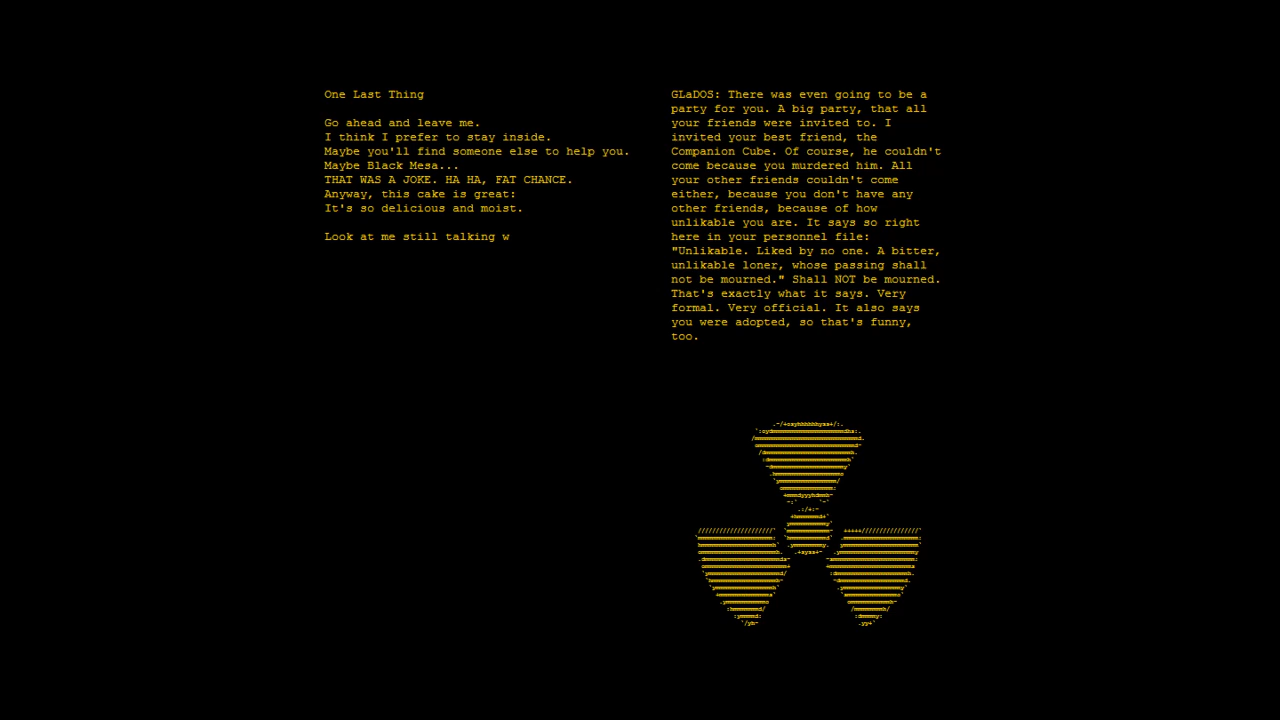 One Last Thing
Go ahead and leave me.
I think I prefer to stay inside.
Maybe you'll find someone else to help you.
Maybe Black Mesa...
THAT WAS A JOKE. HA HA, FAT CHANCE.
Anyway, this cake is great:
It's so delicious and moist.
Look at me still talking w
GLaDOS: There was even going to be a
party for you. A big party, that all
your friends were invited to. I
invited your best friend, the
Companion Cube. Of course, he couldn't
come because you murdered him. All
your other friends couldn't come
either, because you don't have any
other friends, because of how
unlikable you are. It says so right
here in your personnel file:
"Unlikable. Liked by no one. A bitter,
unlikable loner, whose passing shall
not be mourned." Shall NOT be mourned.
That's exactly what it says. Very
formal. Very official. It also says
you were adopted, so that's funny,
too.